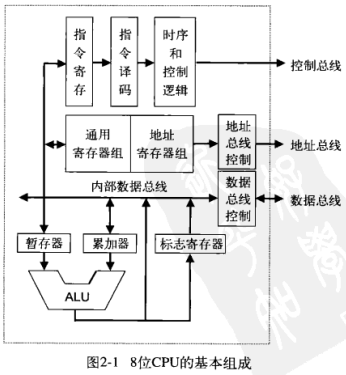 指令寄存
指令译码
时序和控制逻辑
控制总线
通用寄存器组
地址寄存器组
地址总线控制
地址总线
内部数据总线
数据总线控制
数据总线
暂存器
累加器
标志寄存器
ALU
图2-1 8位CPU的基本组成